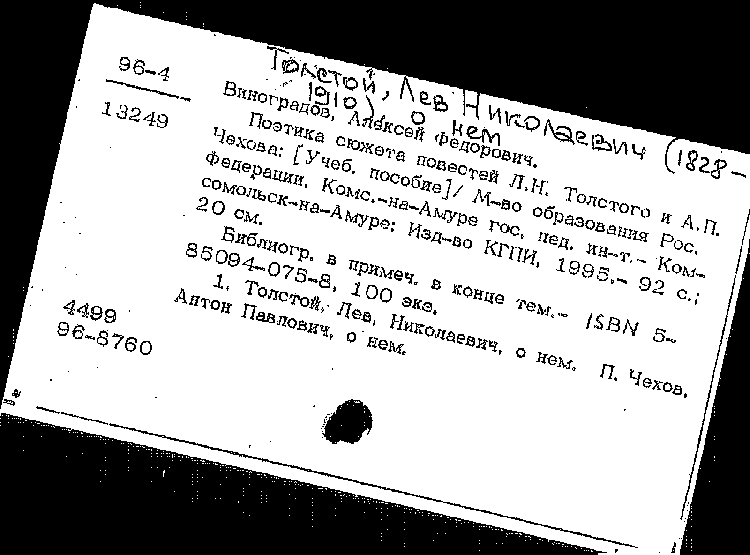 Толстой, Лев Николаевич (1828-
1910) о нем
96-4
13249
Виноградов, Алексей Федорович.
Поэтика сюжета повестей Л.Н. Толстого и А.П.
Чехова: [Учеб. пособие]/ М-во образования Рос.
Федерации. Комс.-на-Амуре гос. пед. ин-т.- Ком-
сомольск-на-Амуре: Изд-во КГПИ, 1995.- 92 с.;
20 см.
Библиогр. в примеч. в конце тем.- ISBN 5-
85094-075-8, 100 экз.
1. Толстой, Лев, Николаевич, о нем. П. Чехов,
Антон Павлович, о нем.
4499
96-8760